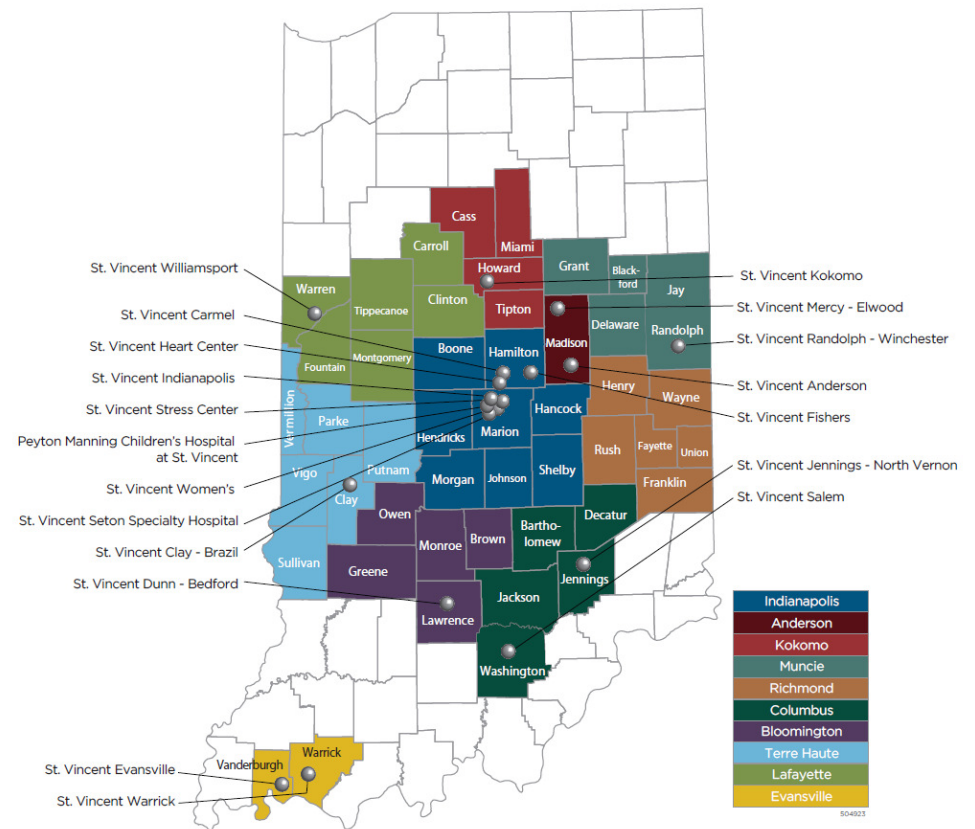 Cass
Miami
Carroll
Howard
Grant
Black-
ford
Jay
Warren
Tippecanoe
Clinton
Tipton
Madison
Delaware
Randolph
Fountain
Montgomery
Boone
Hamilton
Henry
Wayne
Vermillion
Parke
Putnam
Hendricks
Marion
Hancock
Rush
Fayette
Union
Vigo
Clay
Morgan
Johnson
Shelby
Franklin
Owen
Monroe
Brown
Bartho-
lomew
Decatur
Sullivan
Greene
Lawrence
Jackson
Jennings
Washington
Vanderburgh
Warrick
St. Vincent Williamsport
St. Vincent Carmel
St. Vincent Heart Center
St. Vincent Indianapolis
St. Vincent Stress Center
Peyton Manning Children's Hospital
at St. Vincent
St. Vincent Women's
St. Vincent Seton Specialty Hospital
St. Vincent Clay - Brazil
St. Vincent Dunn - Bedford
St. Vincent Evansville
St. Vincent Warrick
St. Vincent Kokomo
St. Vincent Mercy - Elwood
St. Vincent Randolph - Winchester
St. Vincent Anderson
St. Vincent Fishers
St. Vincent Jennings - North Vernon
St. Vincent Salem
Indianapolis
Anderson
Kokomo
Muncie
Richmond
Columbus
Bloomington
Terre Haute
Lafayette
Evansville
504923